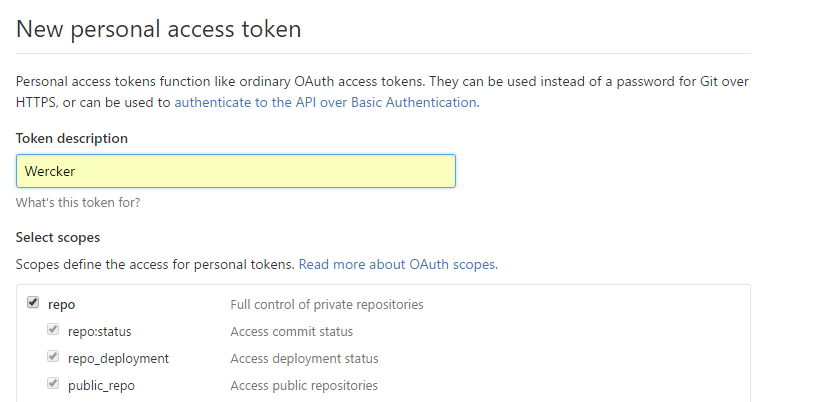 New personal access token
Personal access tokens function like ordinary OAuth access tokens. They can be used instead of a password for Git over
HTTPS, or can be used to authenticate to the API over Basic Authentication.
Token description
Wercker
What's this token for?
Select scopes
Scopes define the access for personal tokens. Read more about OAuth scopes.
repo Full control of private repositories
repo:status Access commit status
repo_deployment Access deployment status
public_repo Access public repositories